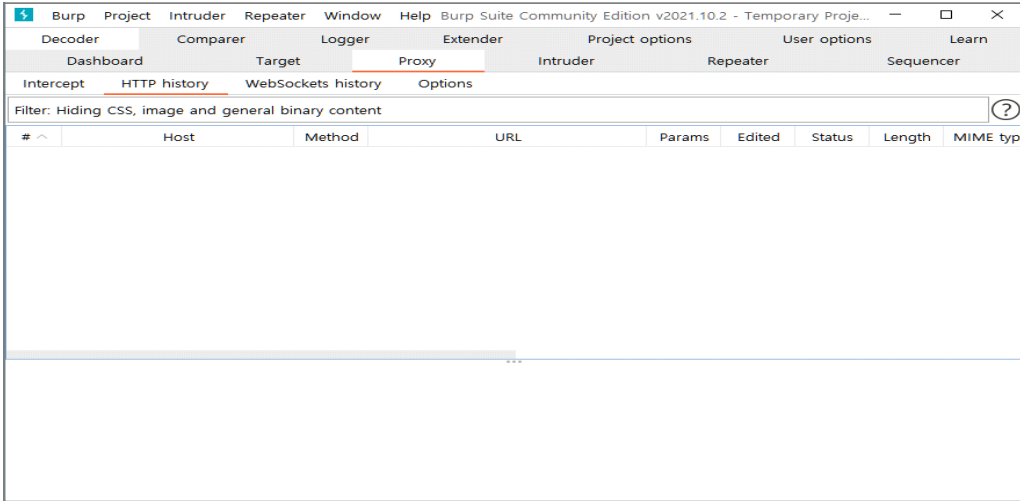 Burp Project Intruder Repeater Window Help Burp Suite Community Edition v2021.10.2 - Temporary Proje...
Decoder Comparer Logger Extender Project options User options Learn
Dashboard Target Proxy Intruder Repeater Sequencer
Intercept HTTP history WebSockets history Options
Filter: Hiding CSS, image and general binary content ?
# Host Method URL Params Edited Status Length MIME typ